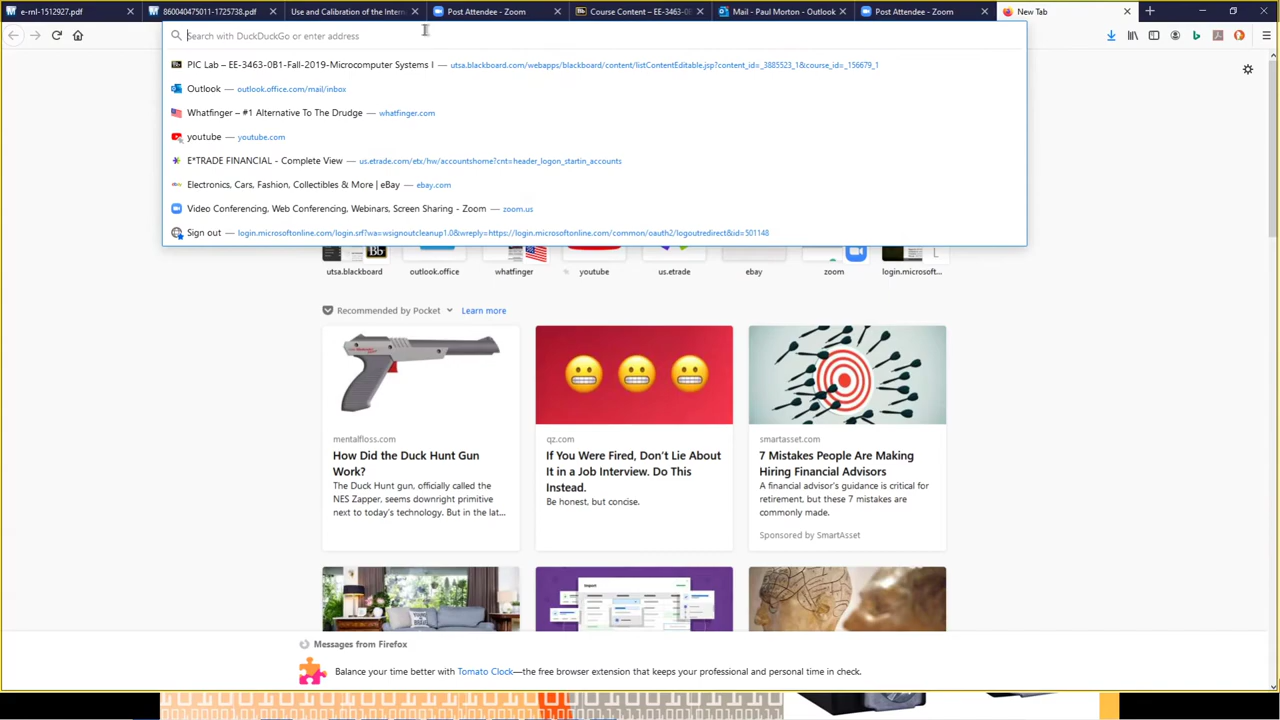 e-rnl-1512927.pdf
860040475011-1725738.pdf
Use and Calibration of the Intern
Post Attendee - Zoom
Course Content – EE-3463-0B1
Mail - Paul Morton - Outlook
Post Attendee - Zoom
New Tab
Search with DuckDuckGo or enter address
PIC Lab – EE-3463-0B1-Fall-2019-Microcomputer Systems I — utsa.blackboard.com/webapps/blackboard/content/listContentEditable.jsp?content_id=_3885523_1&course_id=_156679_1
Outlook — outlook.office.com/mail/inbox
Whatfinger – #1 Alternative To The Drudge — whatfinger.com
youtube — youtube.com
E*TRADE FINANCIAL - Complete View — us.etrade.com/etx/hw/accountshome?cnt=header_logon_startin_accounts
Electronics, Cars, Fashion, Collectibles & More | eBay — ebay.com
Video Conferencing, Web Conferencing, Webinars, Screen Sharing - Zoom — zoom.us
Sign out — login.microsoftonline.com/login.srf?wa=wsignoutcleanup1.0&wreply=https://login.microsoftonline.com/common/oauth2/logoutredirect&id=501148
utsa.blackboard
outlook.office
whatfinger
youtube
us.etrade
ebay
zoom
login.microsoft...
Recommended by Pocket
Learn more
mentalfloss.com
How Did the Duck Hunt Gun
Work?
The Duck Hunt gun, officially called the
NES Zapper, seems downright primitive
next to today's technology. But in the lat...
qz.com
If You Were Fired, Don't Lie About
It in a Job Interview. Do This
Instead.
Be honest, but concise.
smartasset.com
7 Mistakes People Are Making
Hiring Financial Advisors
A financial advisor's guidance is critical for
retirement, but these 7 mistakes are
commonly made.
Sponsored by SmartAsset
Messages from Firefox
Balance your time better with Tomato Clock—the free browser extension that keeps your professional and personal time in check.